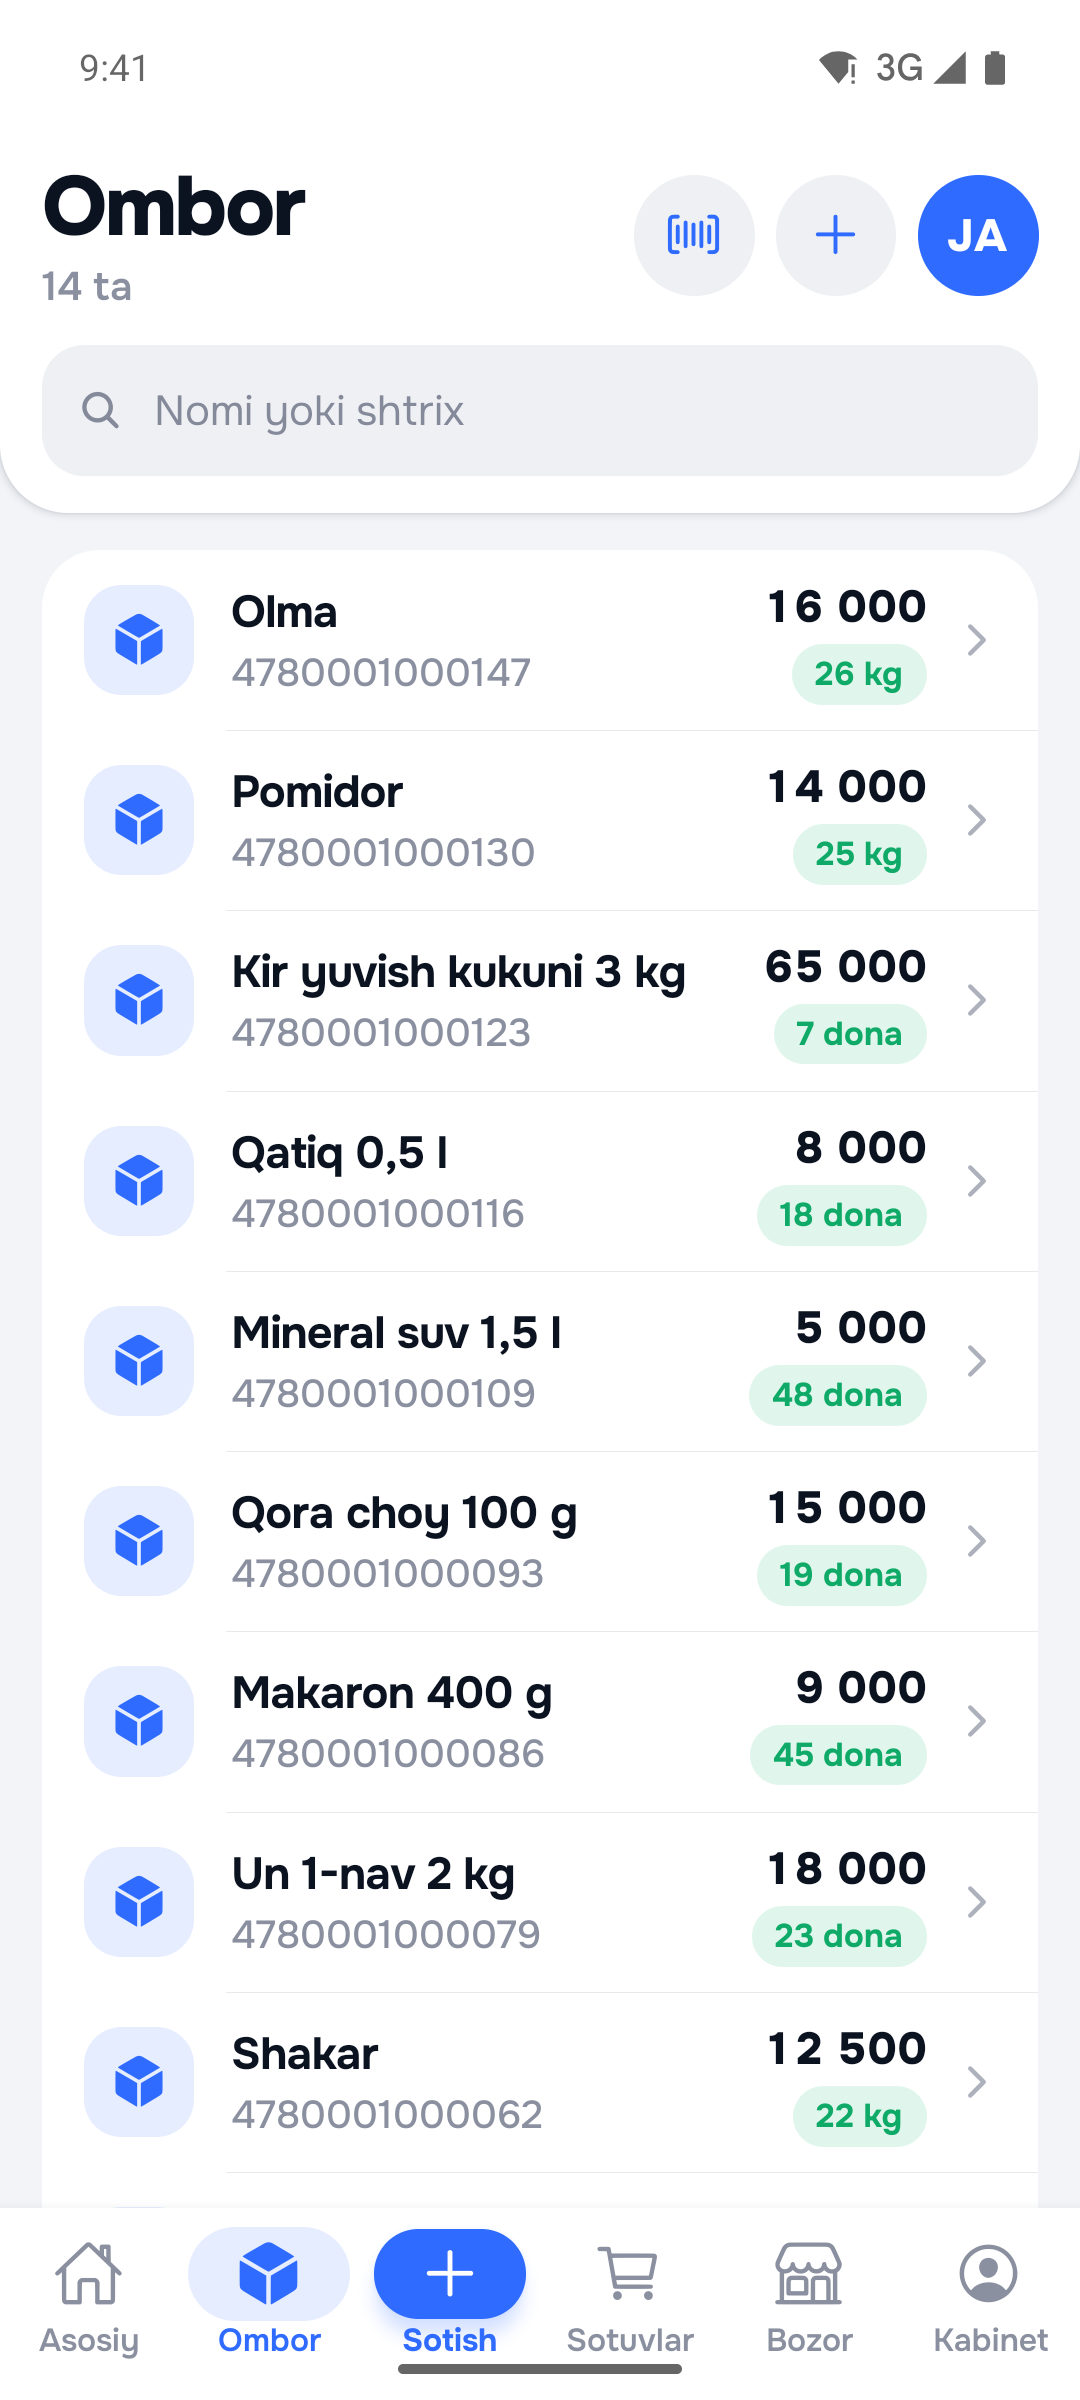 9:41
3G
Ombor
JA
14 ta
Nomi yoki shtrix
Olma
16 000
4780001000147
26 kg
Pomidor
14 000
4780001000130
25 kg
Kir yuvish kukuni 3 kg
65 000
4780001000123
7 dona
Qatiq 0,5 l
8 000
4780001000116
18 dona
Mineral suv 1,5 l
5 000
4780001000109
48 dona
Qora choy 100 g
15 000
4780001000093
19 dona
Makaron 400 g
9 000
4780001000086
45 dona
Un 1-nav 2 kg
18 000
4780001000079
23 dona
Shakar
12 500
4780001000062
22 kg
Asosiy
Ombor
Sotish
Sotuvlar
Bozor
Kabinet